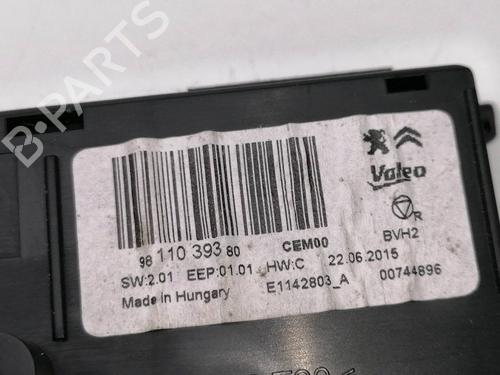 B-PARTS
Valeo
R
98 110 393 80
CEM00
BVH2
SW:2.01 EEP:01.01 HW:C 22.06.2015
Made in Hungary E1142803_A 00744896